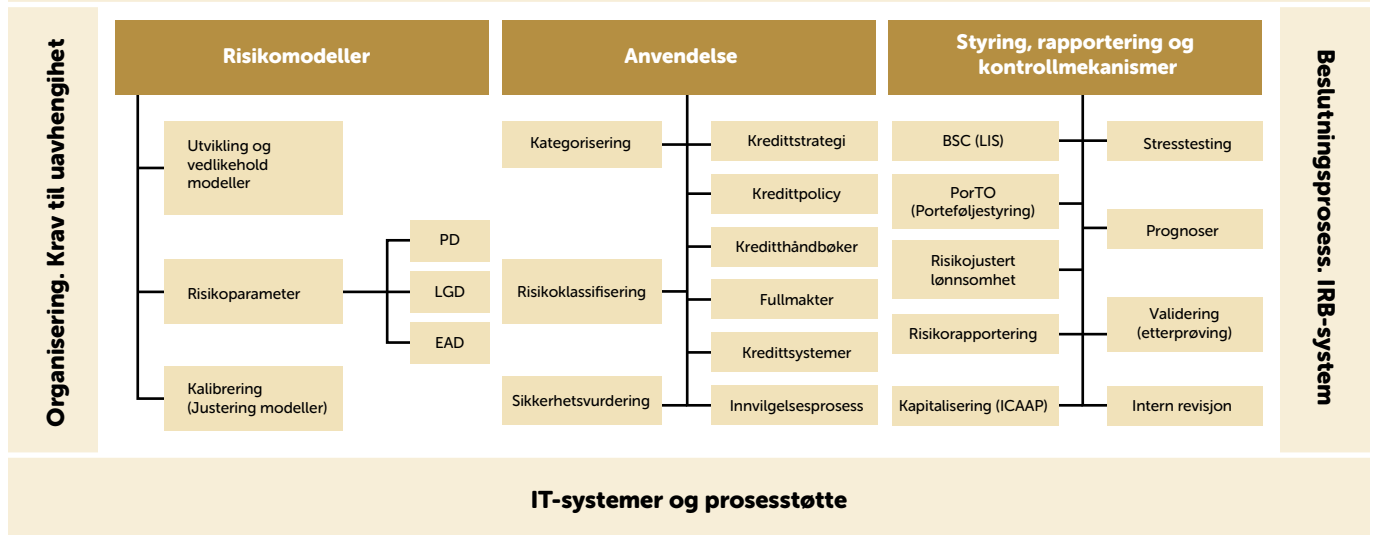 Organisering. Krav til uavhengihet
Risikomodeller
Utvikling og
vedlikehold
modeller
Risikoparameter
PD
LGD
EAD
Kalibrering
(Justering modeller)
Anvendelse
Kategorisering
Risikoklassifisering
Sikkerhetsvurdering
Kredittstrategi
Kredittpolicy
Kreditthåndbøker
Fullmakter
Kredittsystemer
Innvilgelsesprosess
Styring, rapportering og
kontrollmekanismer
BSC (LIS)
PorTO
(Porteføljestyring)
Risikojustert
lønnsomhet
Risikorapportering
Kapitalisering (ICAAP)
Stresstesting
Prognoser
Validering
(etterprøving)
Intern revisjon
Beslutningsprosess. IRB-system
IT-systemer og prosesstøtte